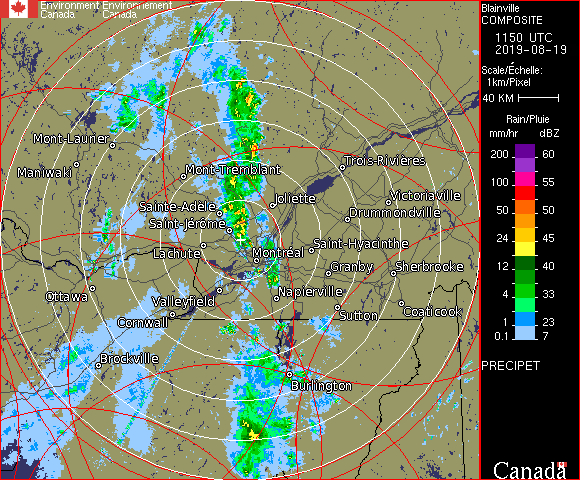 Environment Environnement
Canada Canada
Blainville
COMPOSITE
1150 UTC
2019-08-19
Scale/Échelle:
1km/Pixel
40 KM
Rain/Pluie
mm/hr dBZ
200 60
150 57
100 55
50 50
24 45
12 40
4 33
1 23
0.1 7
PRECIPET
Canada
Mont-Laurier
Maniwaki
Mont-Tremblant
Trois-Rivières
Joliette
Victoriaville
Sainte-Adèle
Drummondville
Saint-Jérôme
Saint-Hyacinthe
Lachute
Montréal
Granby
Sherbrooke
Ottawa
Valleyfield
Napierville
Coaticook
Cornwall
Sutton
Brockville
Burlington